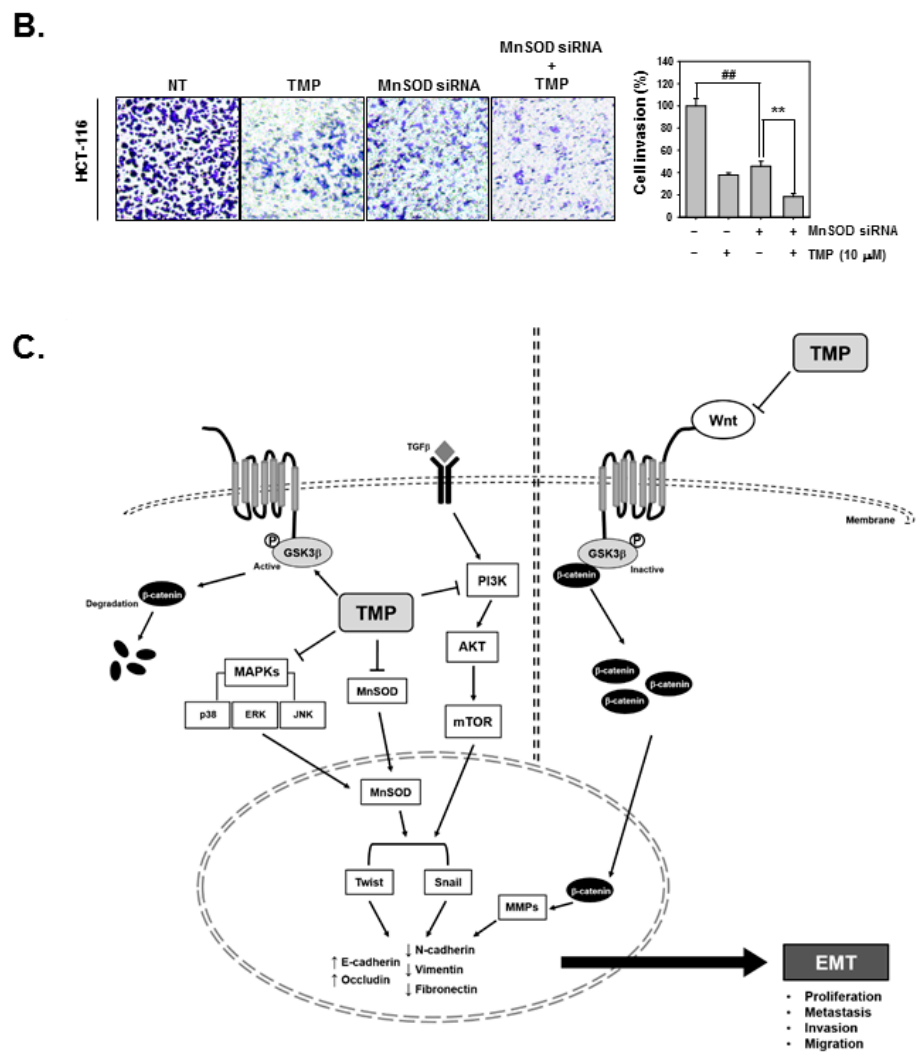 B.
NT
TMP
MnSOD siRNA
MnSOD siRNA
+
TMP
HCT-116
Cell invasion (%)
140
120
100
80
60
40
20
0
##
**
– – + + MnSOD siRNA
– + – + TMP (10 μM)
C.
TMP
Wnt
TGFβ
Membrane
P
GSK3β
Active
P
GSK3β
Inactive
β-catenin
Degradation
β-catenin
TMP
PI3K
AKT
mTOR
MAPKs
p38
ERK
JNK
MnSOD
β-catenin
β-catenin
β-catenin
MnSOD
Twist
Snail
MMPs
β-catenin
↑ E-cadherin
↑ Occludin
↓ N-cadherin
↓ Vimentin
↓ Fibronectin
EMT
• Proliferation
• Metastasis
• Invasion
• Migration